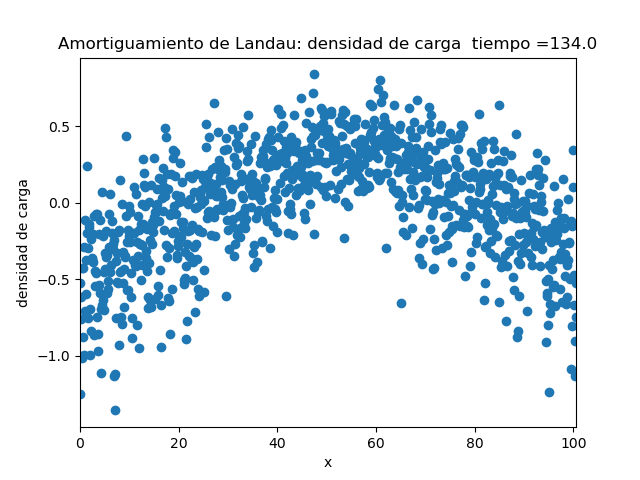 Amortiguamiento de Landau: densidad de carga  tiempo =134.0
densidad de carga
0.5
0.0
−0.5
−1.0
0 20 40 60 80 100
x